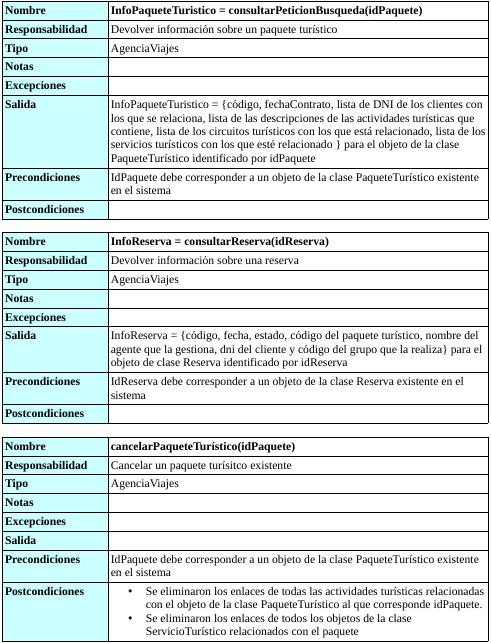 Nombre InfoPaqueteTuristico = consultarPeticionBusqueda(idPaquete)
Responsabilidad Devolver información sobre un paquete turístico
Tipo AgenciaViajes
Notas
Excepciones
Salida InfoPaqueteTuristico = {código, fechaContrato, lista de DNI de los clientes con
los que se relaciona, lista de las descripciones de las actividades turísticas que
contiene, lista de los circuitos turísticos con los que está relacionado, lista de los
servicios turísticos con los que esté relacionado } para el objeto de la clase
PaqueteTurístico identificado por idPaquete
Precondiciones IdPaquete debe corresponder a un objeto de la clase PaqueteTurístico existente
en el sistema
Postcondiciones
Nombre InfoReserva = consultarReserva(idReserva)
Responsabilidad Devolver información sobre una reserva
Tipo AgenciaViajes
Notas
Excepciones
Salida InfoReserva = {código, fecha, estado, código del paquete turístico, nombre del
agente que la gestiona, dni del cliente y código del grupo que la realiza} para el
objeto de clase Reserva identificado por idReserva
Precondiciones IdReserva debe corresponder a un objeto de la clase Reserva existente en el
sistema
Postcondiciones
Nombre cancelarPaqueteTurístico(idPaquete)
Responsabilidad Cancelar un paquete turísitco existente
Tipo AgenciaViajes
Notas
Excepciones
Salida
Precondiciones IdPaquete debe corresponder a un objeto de la clase PaqueteTurístico existente
en el sistema
Postcondiciones • Se eliminaron los enlaces de todas las actividades turísticas relacionadas
con el objeto de la clase PaqueteTurístico al que corresponde idPaquete.
• Se eliminaron los enlaces de todos los objetos de la clase
ServicioTurístico relacionados con el paquete